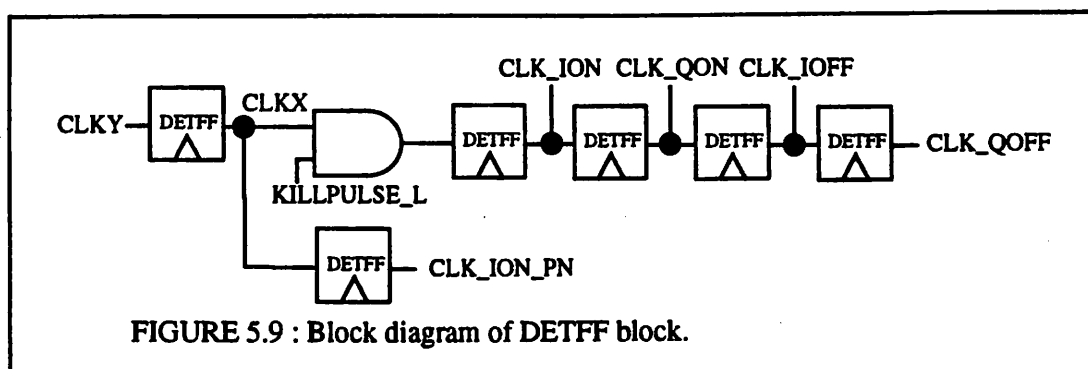 CLK_ION CLK_QON CLK_IOFF
CLKY DETFF CLKX DETFF DETFF DETFF DETFF CLK_QOFF
KILLPULSE_L
DETFF CLK_ION_PN
FIGURE 5.9 : Block diagram of DETFF block.